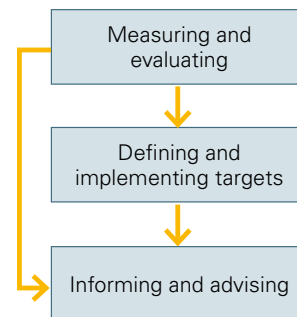 Measuring and
evaluating
Defining and
implementing targets
Informing and advising